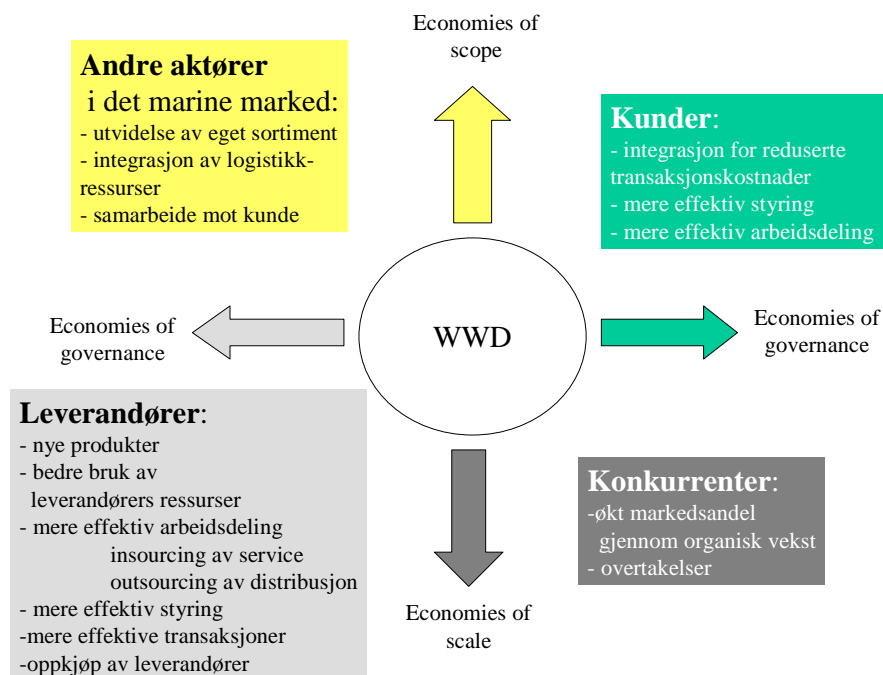 Economies of
scope
Andre aktører
i det marine marked:
- utvidelse av eget sortiment
- integrasjon av logistikk-
ressurser
- samarbeide mot kunde
Kunder:
- integrasjon for reduserte
transaksjonskostnader
- mere effektiv styring
- mere effektiv arbeidsdeling
Economies of
governance
WWD
Economies of
governance
Leverandører:
- nye produkter
- bedre bruk av
leverandørers ressurser
- mere effektiv arbeidsdeling
insourcing av service
outsourcing av distribusjon
- mere effektiv styring
-mere effektive transaksjoner
-oppkjøp av leverandører
Konkurrenter:
-økt markedsandel
gjennom organisk vekst
- overtakelser
Economies of
scale